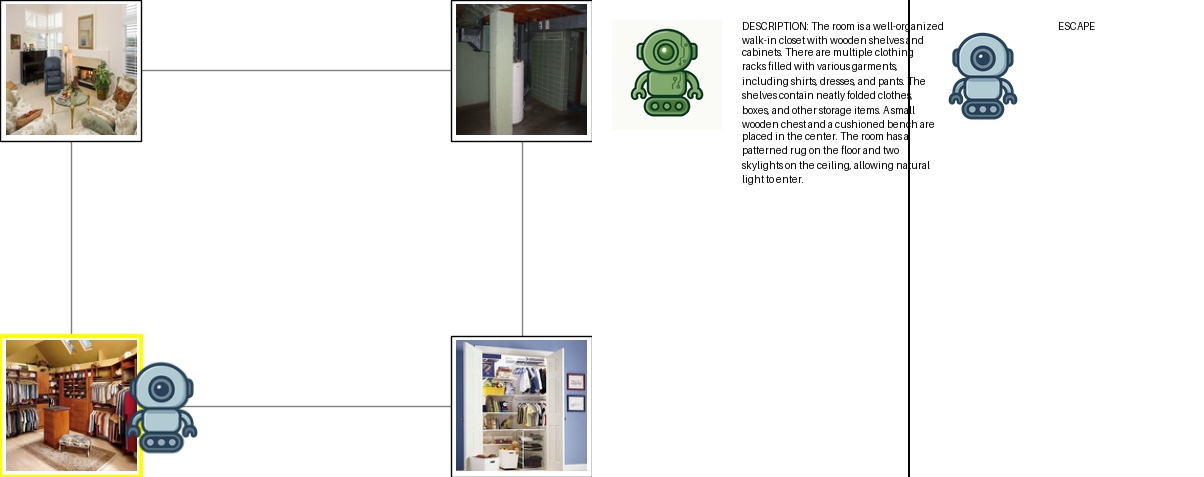 DESCRIPTION: The room is a well-organized
walk-in closet with wooden shelves and
cabinets. There are multiple clothing
racks filled with various garments,
including shirts, dresses, and pants. The
shelves contain neatly folded clothes,
boxes, and other storage items. A small
wooden chest and a cushioned bench are
placed in the center. The room has a
patterned rug on the floor and two
skylights on the ceiling, allowing natural
light to enter.
ESCAPE